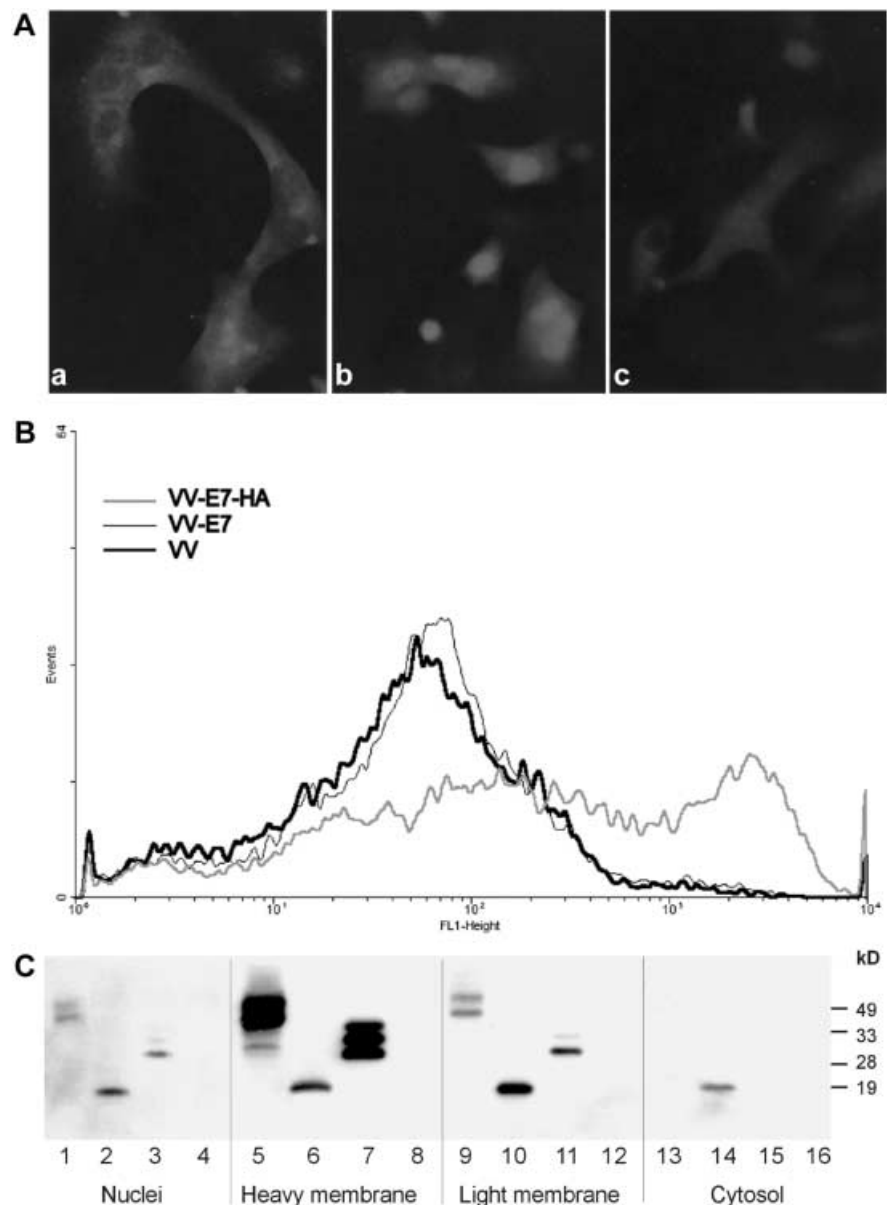 A
a b c
B
64
VV-E7-HA
VV-E7
VV
Events
0
10⁰ 10¹ 10² 10³ 10⁴
FL1-Height
C
kD
49
33
28
19
1 2 3 4 5 6 7 8 9 10 11 12 13 14 15 16
Nuclei Heavy membrane Light membrane Cytosol